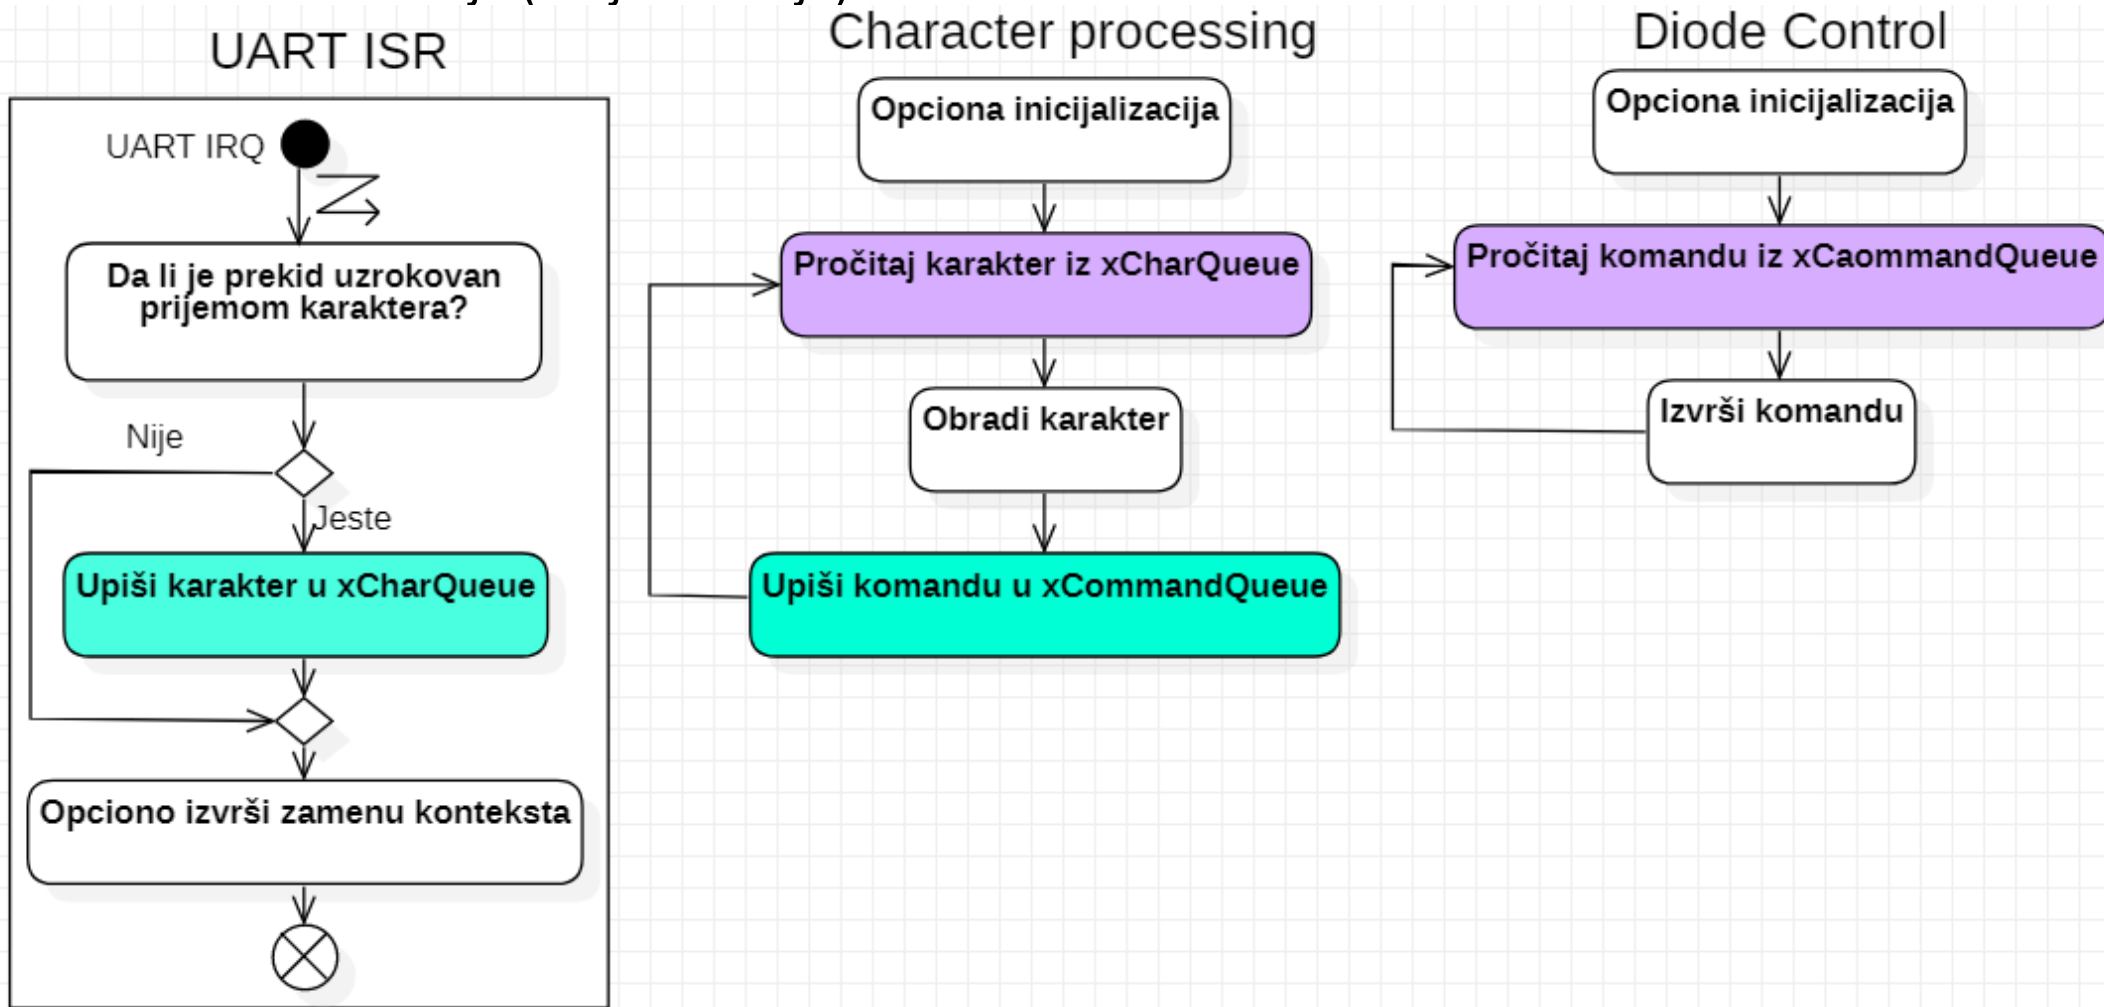 UART ISR
UART IRQ
Da li je prekid uzrokovan
prijemom karaktera?
Nije
Jeste
Upiši karakter u xCharQueue
Opciono izvrši zamenu konteksta
Character processing
Opciona inicijalizacija
Pročitaj karakter iz xCharQueue
Obradi karakter
Upiši komandu u xCommandQueue
Diode Control
Opciona inicijalizacija
Pročitaj komandu iz xCaommandQueue
Izvrši komandu